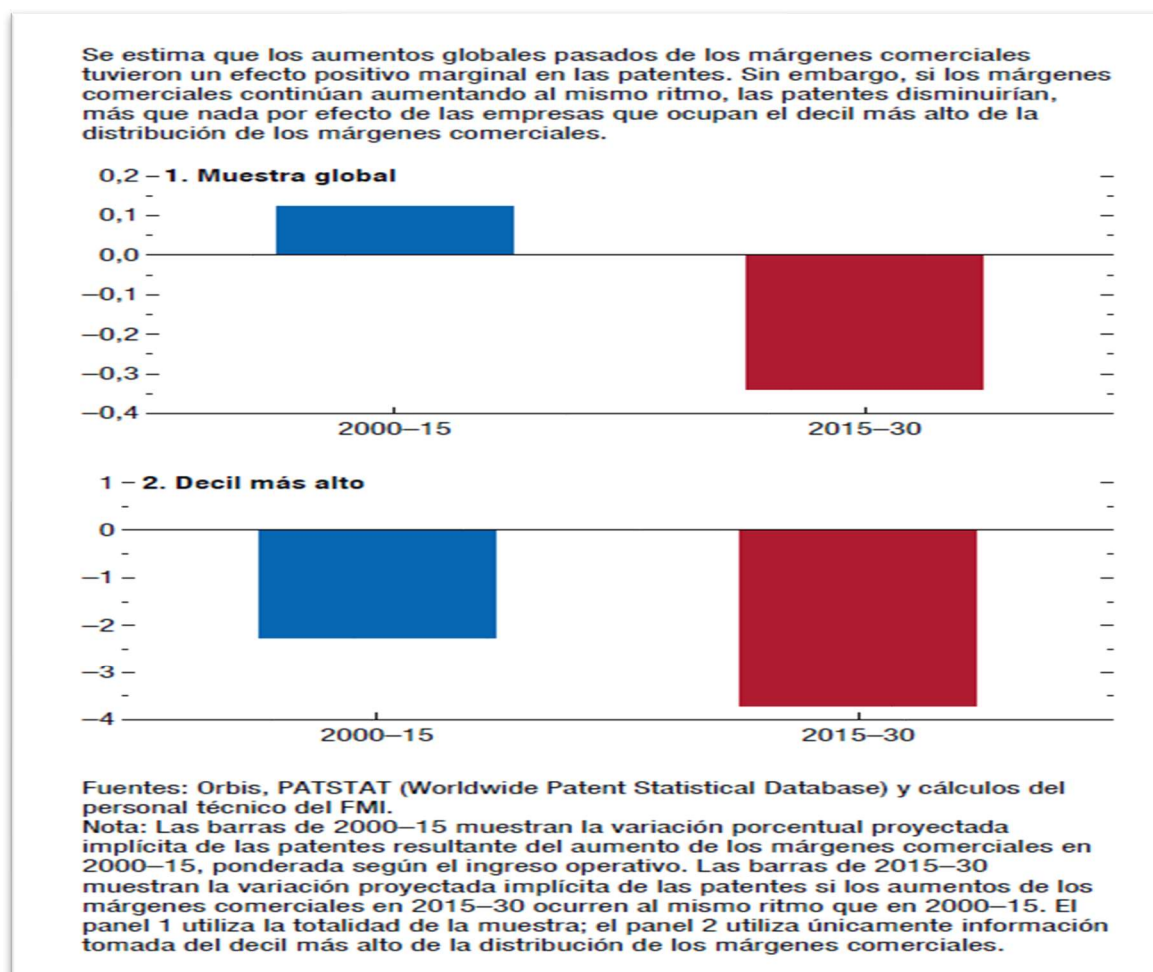 Se estima que los aumentos globales pasados de los márgenes comerciales
tuvieron un efecto positivo marginal en las patentes. Sin embargo, si los márgenes
comerciales continúan aumentando al mismo ritmo, las patentes disminuirían,
más que nada por efecto de las empresas que ocupan el decil más alto de la
distribución de los márgenes comerciales.
0,2 1. Muestra global
0,1
0,0
–0,1
–0,2
–0,3
–0,4
2000–15 2015–30
1 2. Decil más alto
0
–1
–2
–3
–4
2000–15 2015–30
Fuentes: Orbis, PATSTAT (Worldwide Patent Statistical Database) y cálculos del
personal técnico del FMI.
Nota: Las barras de 2000–15 muestran la variación porcentual proyectada
implícita de las patentes resultante del aumento de los márgenes comerciales en
2000–15, ponderada según el ingreso operativo. Las barras de 2015–30
muestran la variación proyectada implícita de las patentes si los aumentos de los
márgenes comerciales en 2015–30 ocurren al mismo ritmo que en 2000–15. El
panel 1 utiliza la totalidad de la muestra; el panel 2 utiliza únicamente información
tomada del decil más alto de la distribución de los márgenes comerciales.